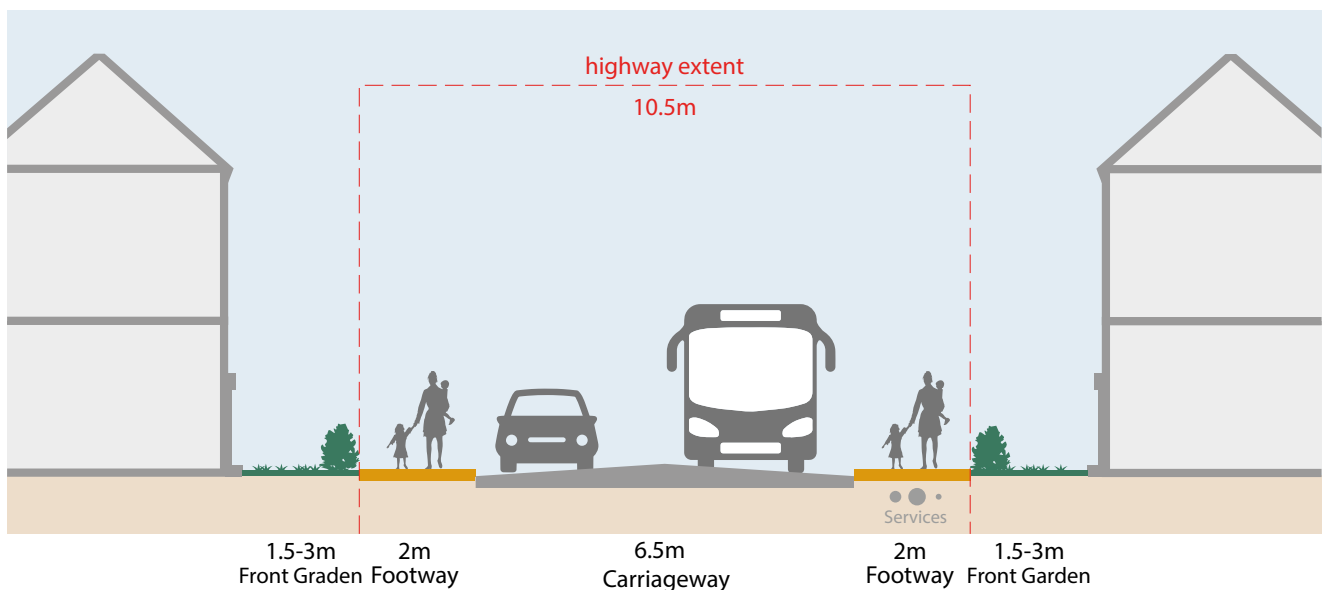 highway extent
10.5m
Services
1.5-3m
Front Graden
2m
Footway
6.5m
Carriageway
2m
Footway
1.5-3m
Front Garden